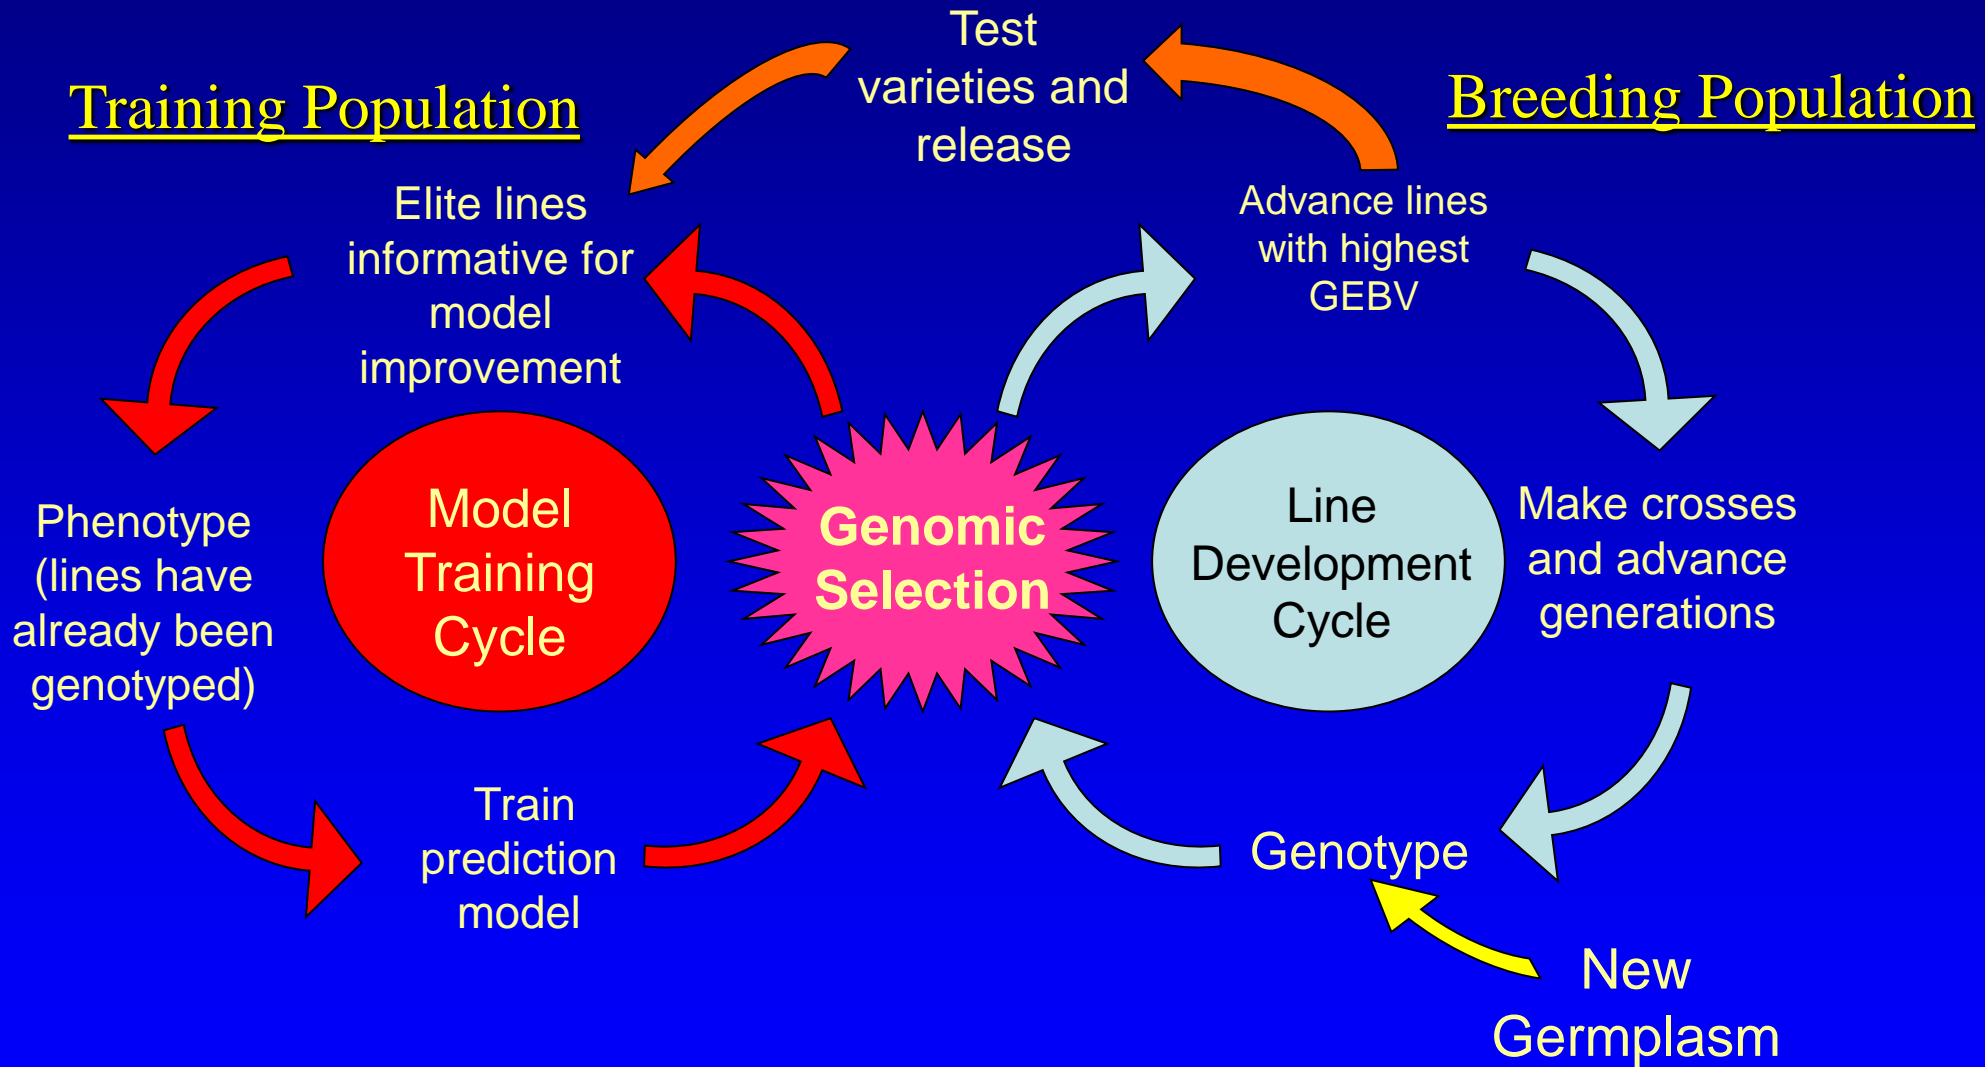 Test
varieties and
release
Training Population
Breeding Population
Elite lines
informative for
model
improvement
Advance lines
with highest
GEBV
Phenotype
(lines have
already been
genotyped)
Model
Training
Cycle
Genomic
Selection
Line
Development
Cycle
Make crosses
and advance
generations
Train
prediction
model
Genotype
New
Germplasm